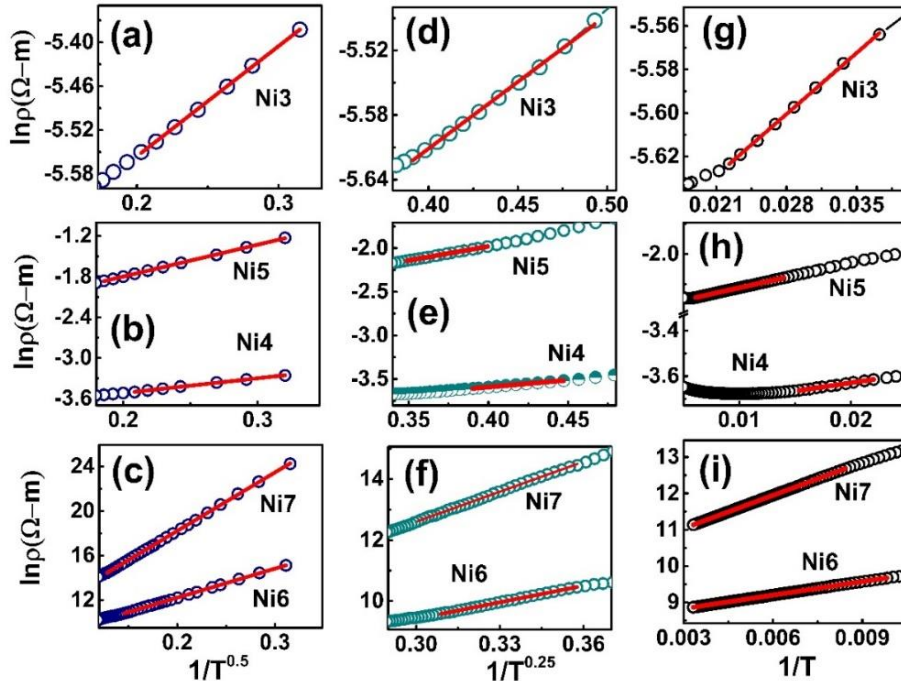 (a)
lnρ(Ω–m)
-5.40
-5.46
-5.52
-5.58
Ni3
0.2
0.3
(d)
-5.52
-5.58
-5.64
Ni3
0.40
0.45
0.50
(g)
-5.56
-5.60
-5.62
Ni3
0.021
0.028
0.035
(b)
lnρ(Ω–m)
-1.2
-1.8
-2.4
-3.0
-3.6
Ni5
Ni4
0.2
0.3
(e)
-2.0
-2.5
-3.0
-3.5
Ni5
Ni4
0.35
0.40
0.45
(h)
-2.0
-3.4
-3.6
Ni5
Ni4
0.01
0.02
(c)
lnρ(Ω–m)
24
21
18
15
10
Ni7
Ni6
0.2
0.3
1/T^0.5
(f)
14
12
10
Ni7
Ni6
0.30
0.33
0.36
1/T^0.25
(i)
13
12
11
10
9
Ni7
Ni6
0.003
0.006
0.009
1/T